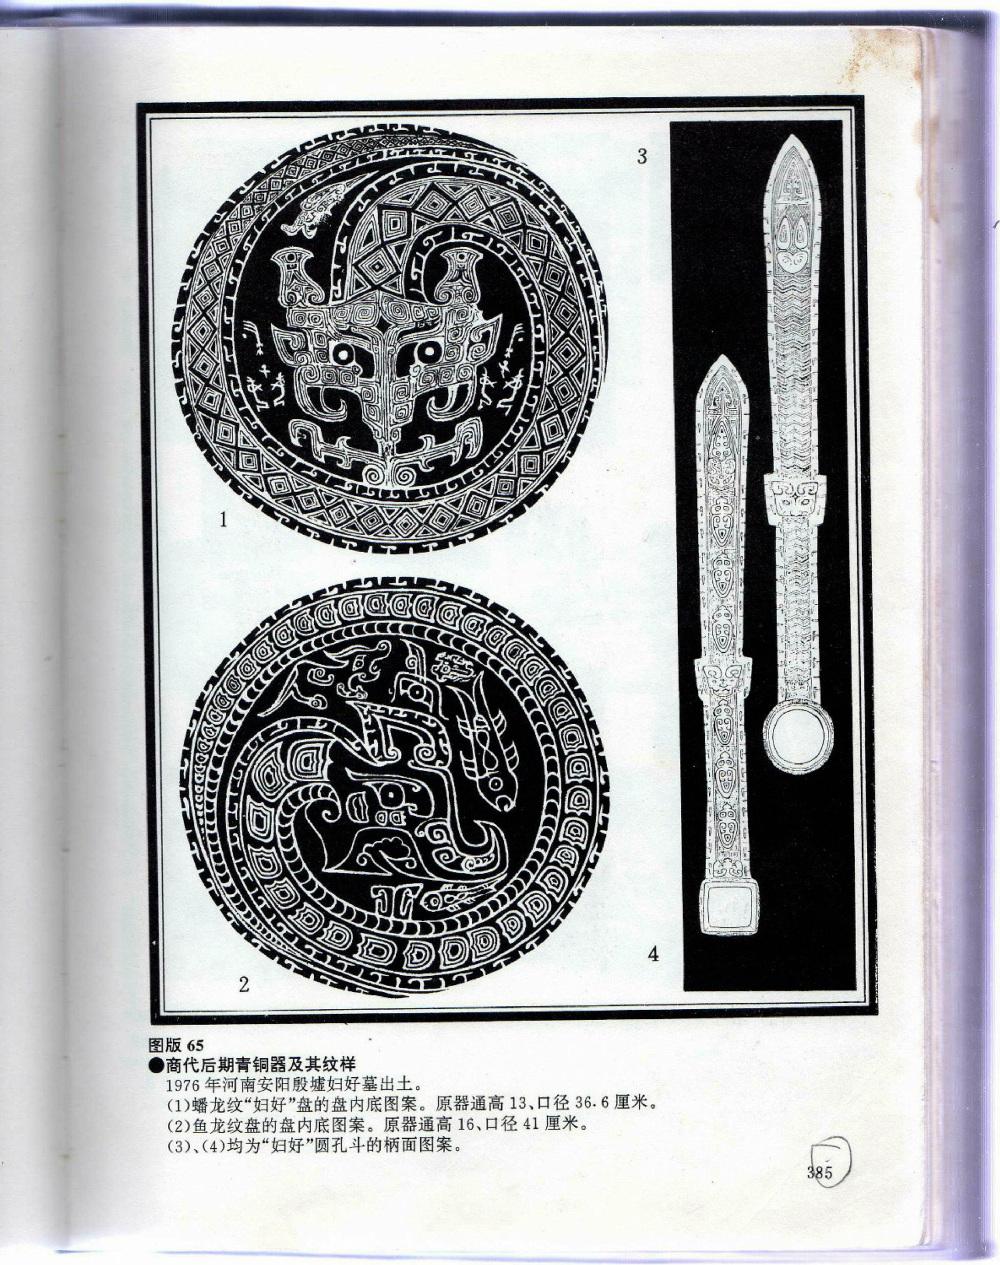 3
1
2
4
图版 65
●商代后期青铜器及其纹样
1976 年河南安阳殷墟妇好墓出土。
(1)蟠龙纹“妇好”盘的盘内底图案。原器通高 13、口径 36.6 厘米。
(2)鱼龙纹盘的盘内底图案。原器通高 16、口径 41 厘米。
(3)、(4)均为“妇好”圆孔斗的柄面图案。
385